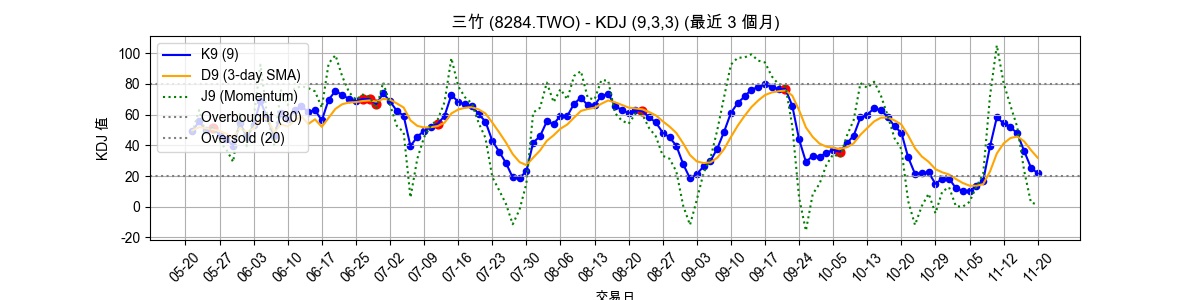 三竹 (8284.TWO) - KDJ (9,3,3) (最近 3 個月)
KDJ 值
100
80
60
40
20
0
-20
K9 (9)
D9 (3-day SMA)
J9 (Momentum)
Overbought (80)
Oversold (20)
05-20 05-27 06-03 06-10 06-17 06-25 07-02 07-09 07-16 07-23 07-30 08-06 08-13 08-20 08-27 09-03 09-10 09-17 09-24 10-05 10-13 10-20 10-29 11-05 11-12 11-20
交易日